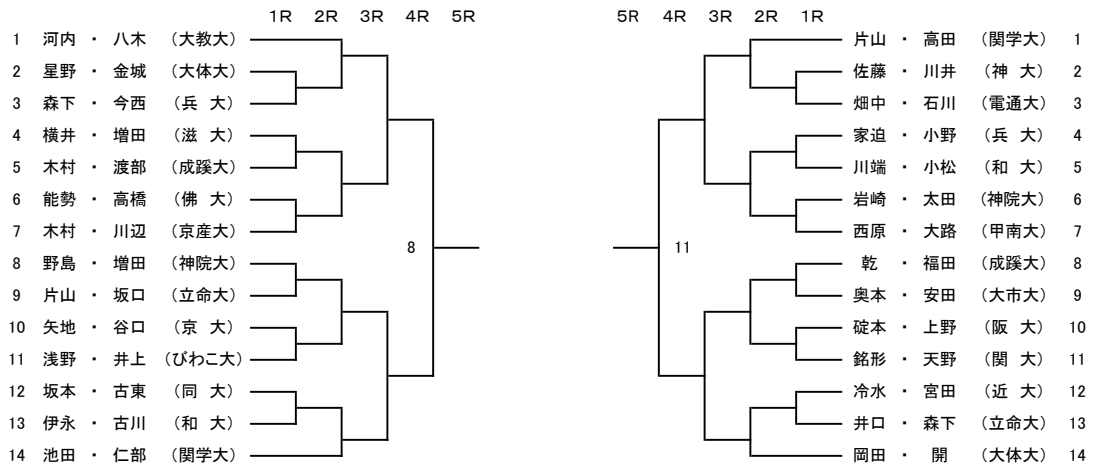 1R 2R 3R 4R 5R
1 河内 ・ 八木 (大教大)
2 星野 ・ 金城 (大体大)
3 森下 ・ 今西 (兵 大)
4 横井 ・ 増田 (滋 大)
5 木村 ・ 渡部 (成蹊大)
6 能勢 ・ 高橋 (佛 大)
7 木村 ・ 川辺 (京産大)
8
8 野島 ・ 増田 (神院大)
9 片山 ・ 坂口 (立命大)
10 矢地 ・ 谷口 (京 大)
11 浅野 ・ 井上 (びわこ大)
12 坂本 ・ 古東 (同 大)
13 伊永 ・ 古川 (和 大)
14 池田 ・ 仁部 (関学大)
5R 4R 3R 2R 1R
片山 ・ 高田 (関学大) 1
佐藤 ・ 川井 (神 大) 2
畑中 ・ 石川 (電通大) 3
家迫 ・ 小野 (兵 大) 4
川端 ・ 小松 (和 大) 5
岩崎 ・ 太田 (神院大) 6
西原 ・ 大路 (甲南大) 7
11
乾 ・ 福田 (成蹊大) 8
奥本 ・ 安田 (大市大) 9
碇本 ・ 上野 (阪 大) 10
銘形 ・ 天野 (関 大) 11
冷水 ・ 宮田 (近 大) 12
井口 ・ 森下 (立命大) 13
岡田 ・ 開 (大体大) 14